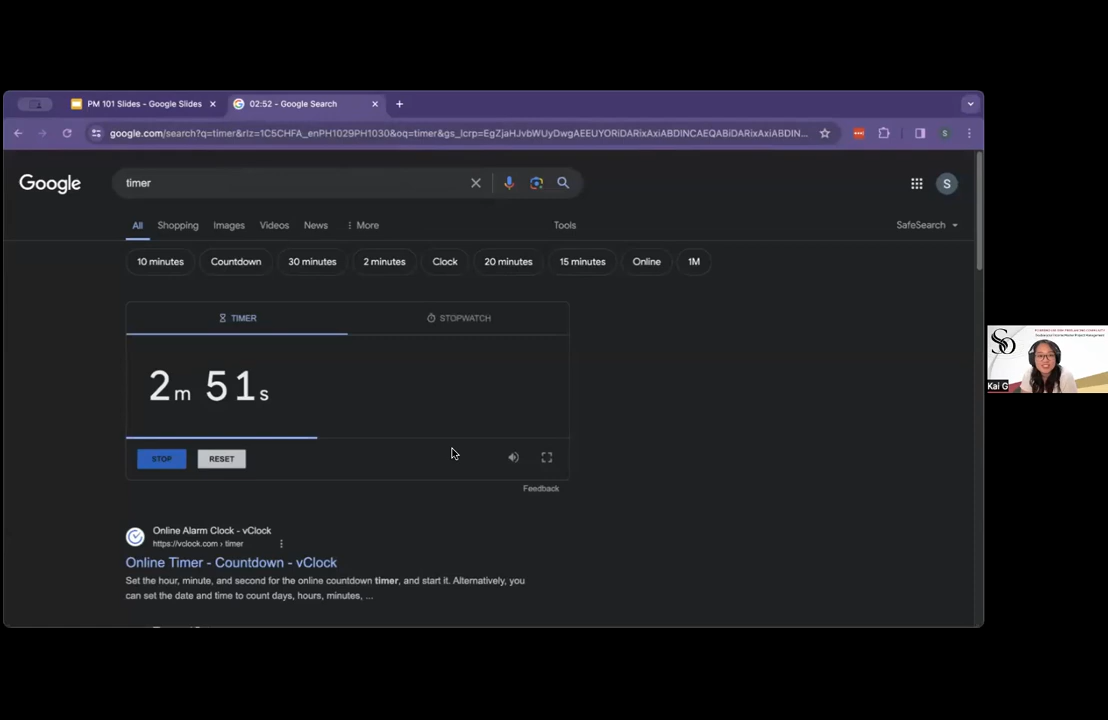 PM 101 Slides - Google Slides
02:52 - Google Search
google.com/search?q=timer&rlz=1C5CHFA_enPH1029PH1030&oq=timer&gs_lcrp=EgZjaHJvbWUyDwgAEEUYORiDARixAxiABDINCAEQABiDARixAxiABDIN...
S
Google
timer
S
All Shopping Images Videos News More Tools SafeSearch
10 minutes Countdown 30 minutes 2 minutes Clock 20 minutes 15 minutes Online 1M
TIMER STOPWATCH
2m 51s
STOP RESET
Feedback
Online Alarm Clock - vClock
https://vclock.com › timer
Online Timer - Countdown - vClock
Set the hour, minute, and second for the online countdown timer, and start it. Alternatively, you
can set the date and time to count days, hours, minutes, ...
SO
Kai G